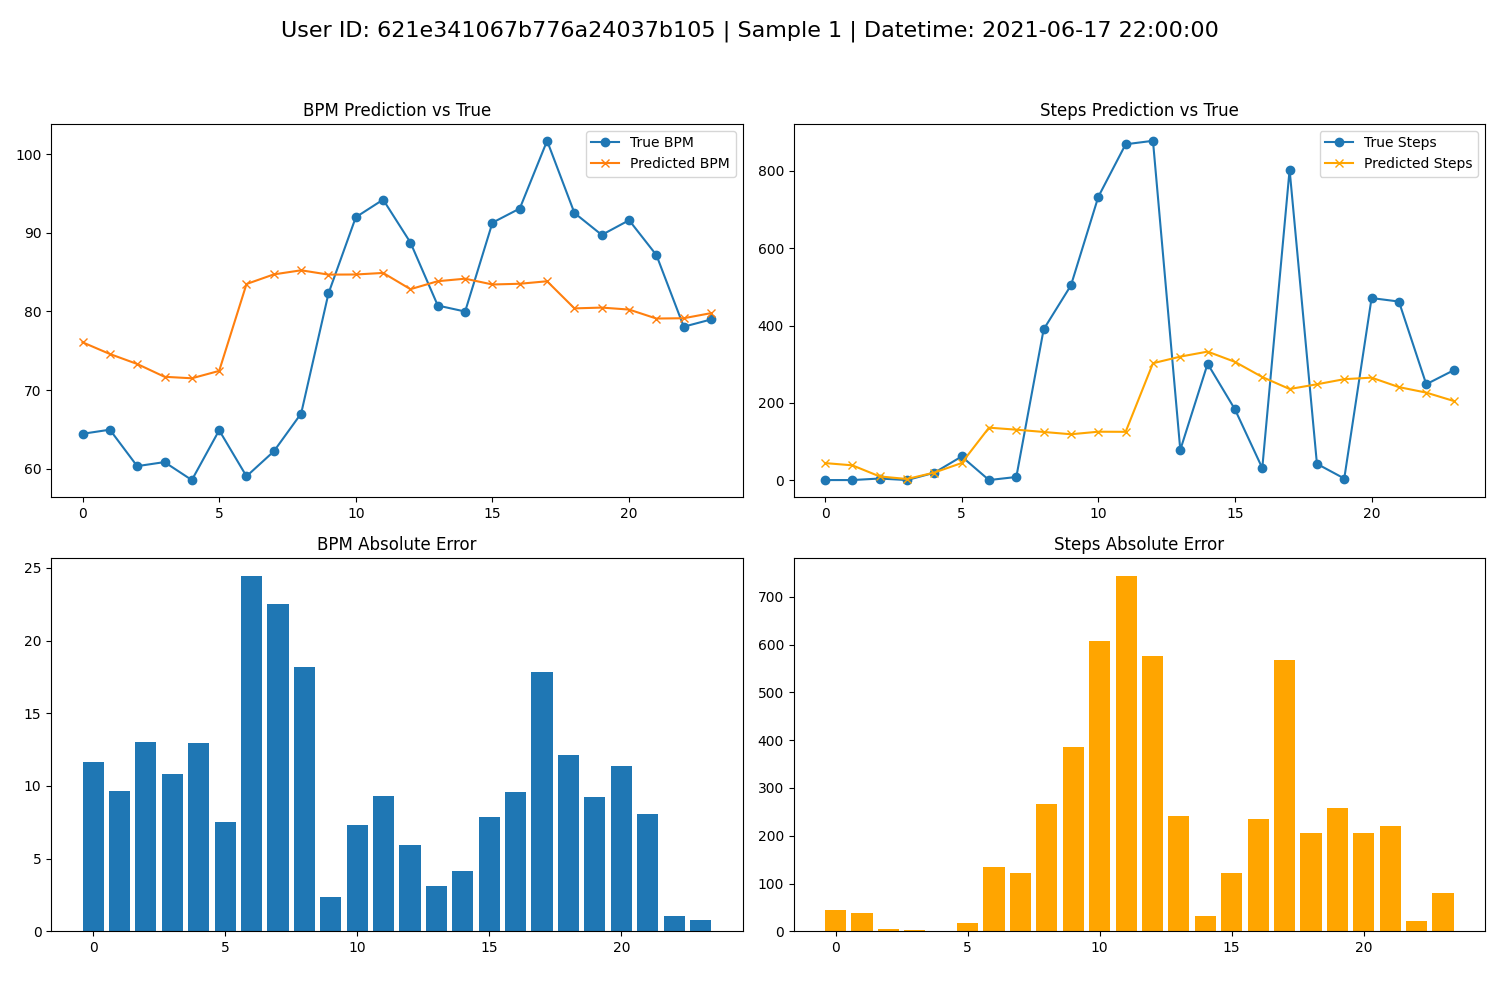 User ID: 621e341067b776a24037b105 | Sample 1 | Datetime: 2021-06-17 22:00:00
BPM Prediction vs True
True BPM
Predicted BPM
100
90
80
70
60
0 5 10 15 20
Steps Prediction vs True
True Steps
Predicted Steps
800
600
400
200
0
0 5 10 15 20
BPM Absolute Error
25
20
15
10
5
0
0 5 10 15 20
Steps Absolute Error
700
600
500
400
300
200
100
0
0 5 10 15 20